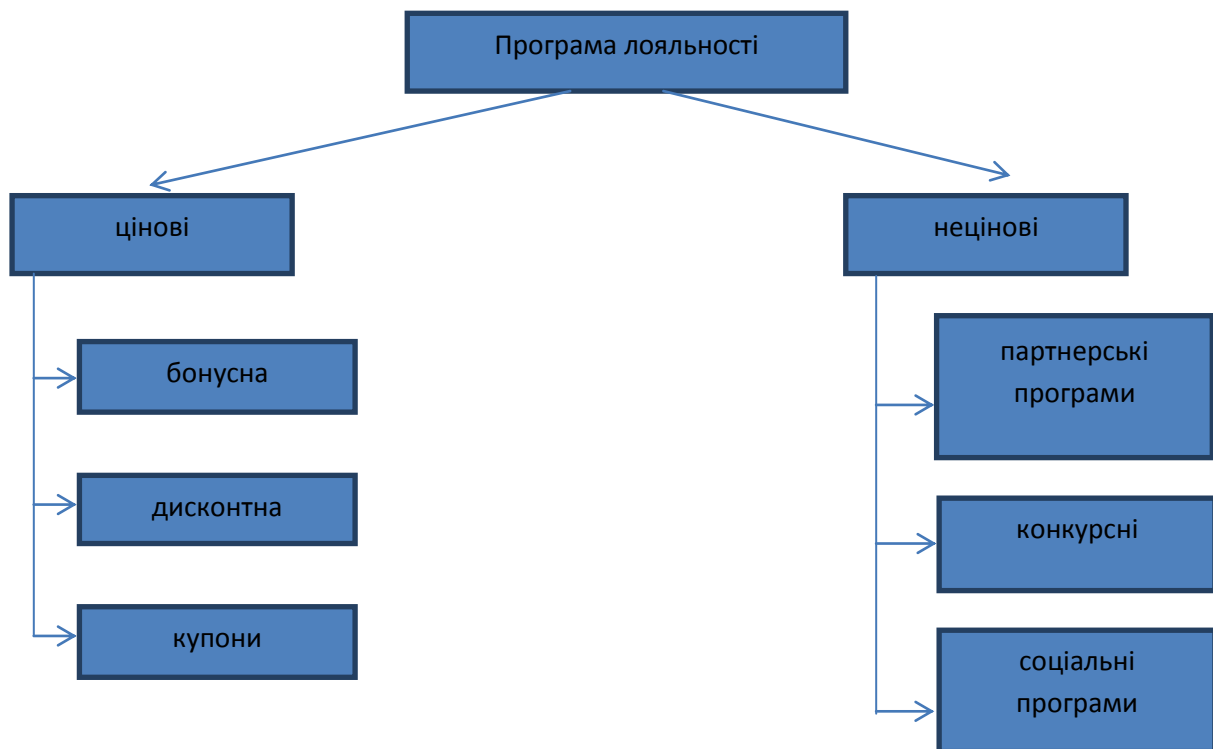 Програма лояльності
цінові
нецінові
бонусна
дисконтна
купони
партнерські
програми
конкурсні
соціальні
програми